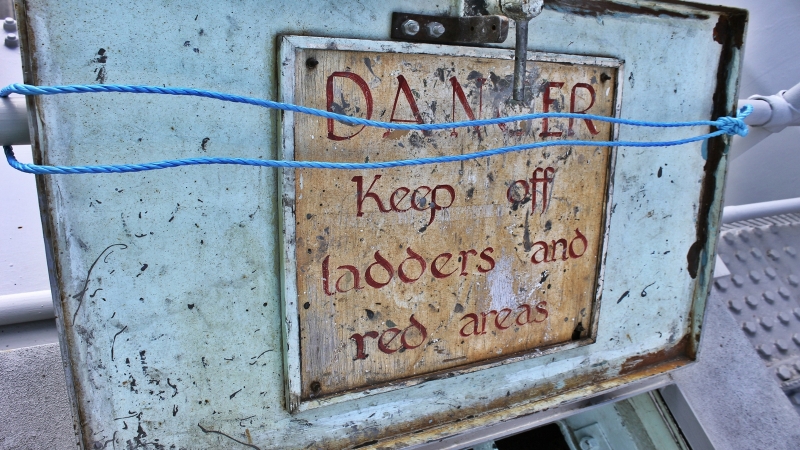 DANGER
Keep off
ladders and
red areas